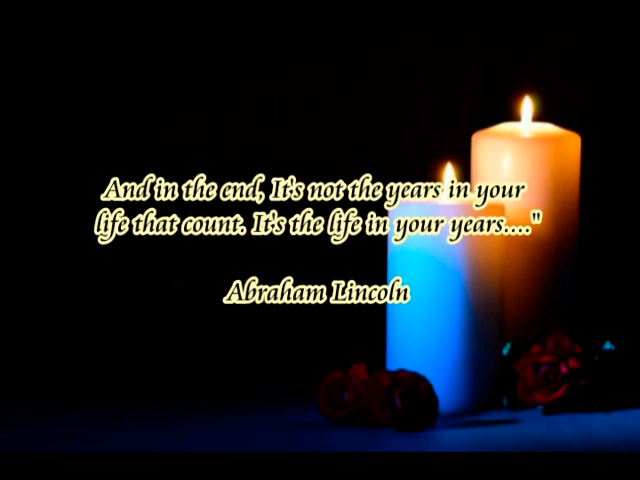 And in the end, It's not the years in your
life that count. It's the life in your years...."
Abraham Lincoln